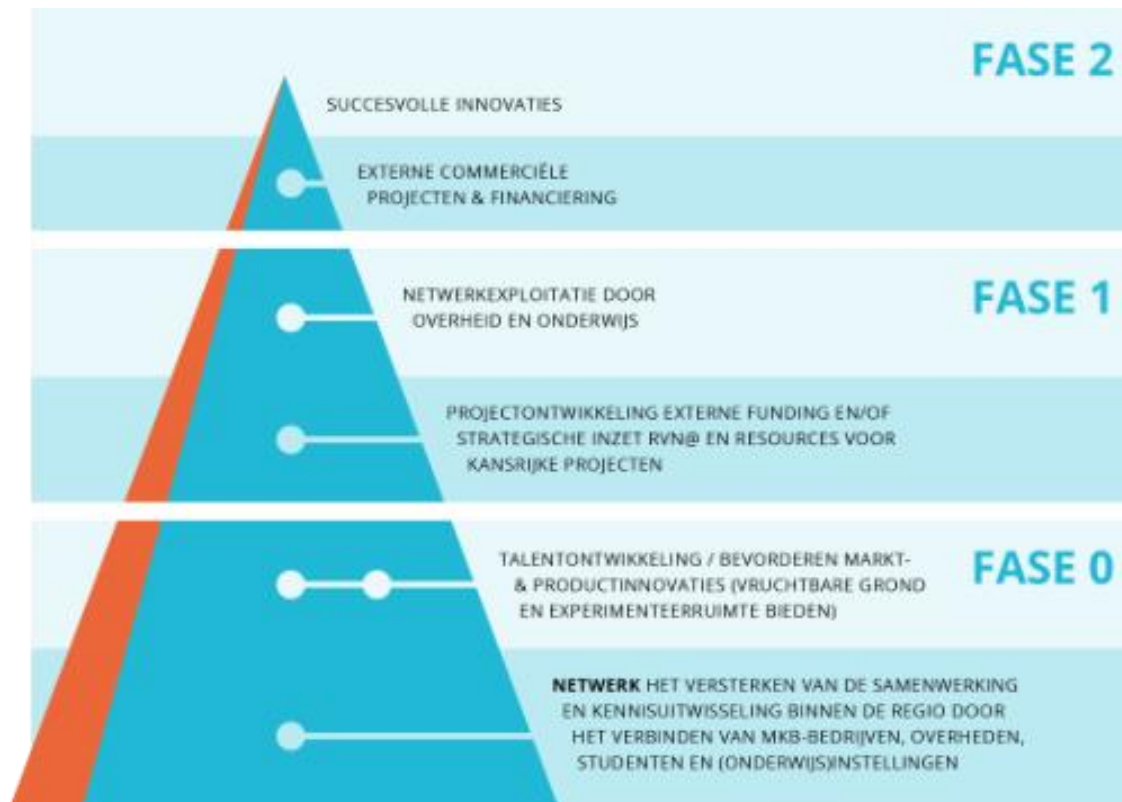 FASE 2
SUCCESVOLLE INNOVATIES
EXTERNE COMMERCIËLE
PROJECTEN & FINANCIERING
FASE 1
NETWERKEXPLOITATIE DOOR
OVERHEID EN ONDERWIJS
PROJECTONTWIKKELING EXTERNE FUNDING EN/OF
STRATEGISCHE INZET RVN@ EN RESOURCES VOOR
KANSRIJKE PROJECTEN
FASE 0
TALENTONTWIKKELING / BEVORDEREN MARKT-
& PRODUCTINNOVATIES (VRUCHTBARE GROND
EN EXPERIMENTEERRUIMTE BIEDEN)
NETWERK HET VERSTERKEN VAN DE SAMENWERKING
EN KENNISUITWISSELING BINNEN DE REGIO DOOR
HET VERBINDEN VAN MKB-BEDRIJVEN, OVERHEDEN,
STUDENTEN EN (ONDERWIJS)INSTELLINGEN